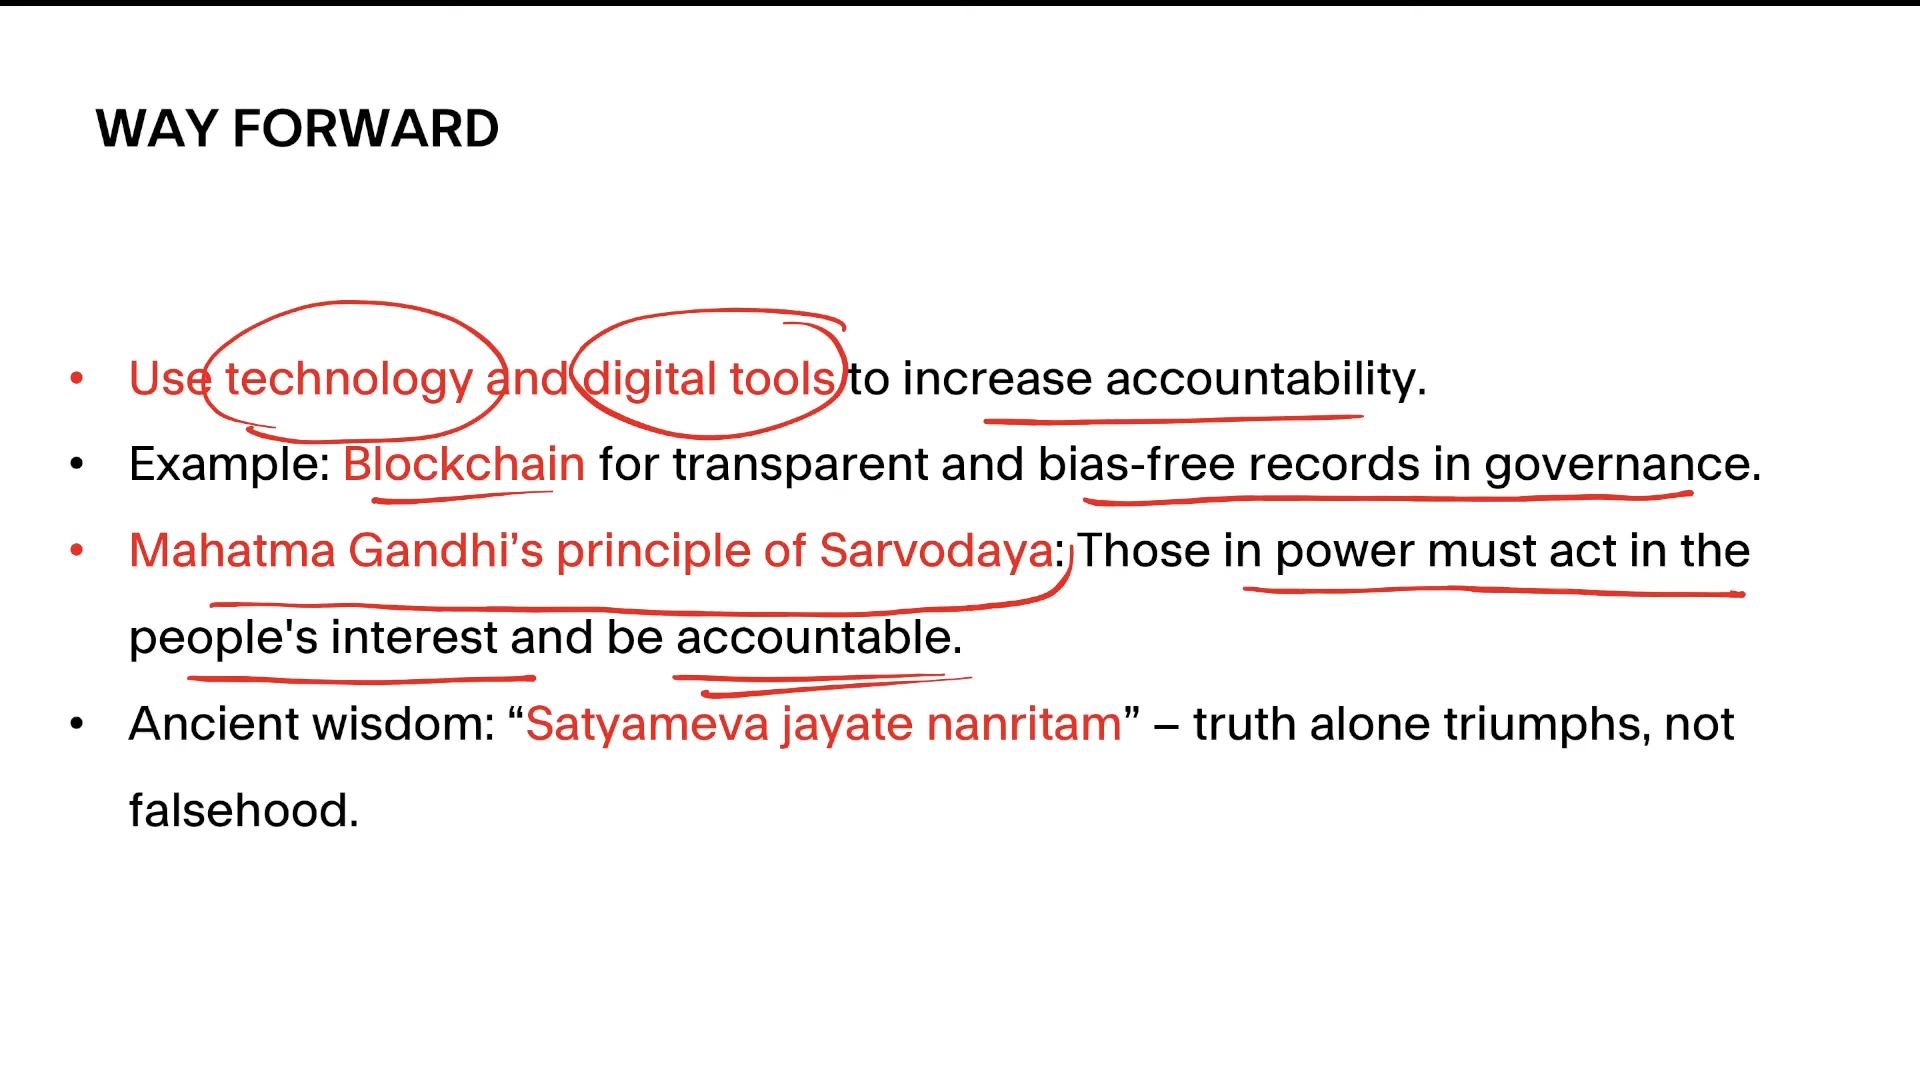 WAY FORWARD
• Use technology and digital tools to increase accountability.
• Example: Blockchain for transparent and bias-free records in governance.
• Mahatma Gandhi’s principle of Sarvodaya: Those in power must act in the
people's interest and be accountable.
• Ancient wisdom: “Satyameva jayate nanritam” – truth alone triumphs, not
falsehood.